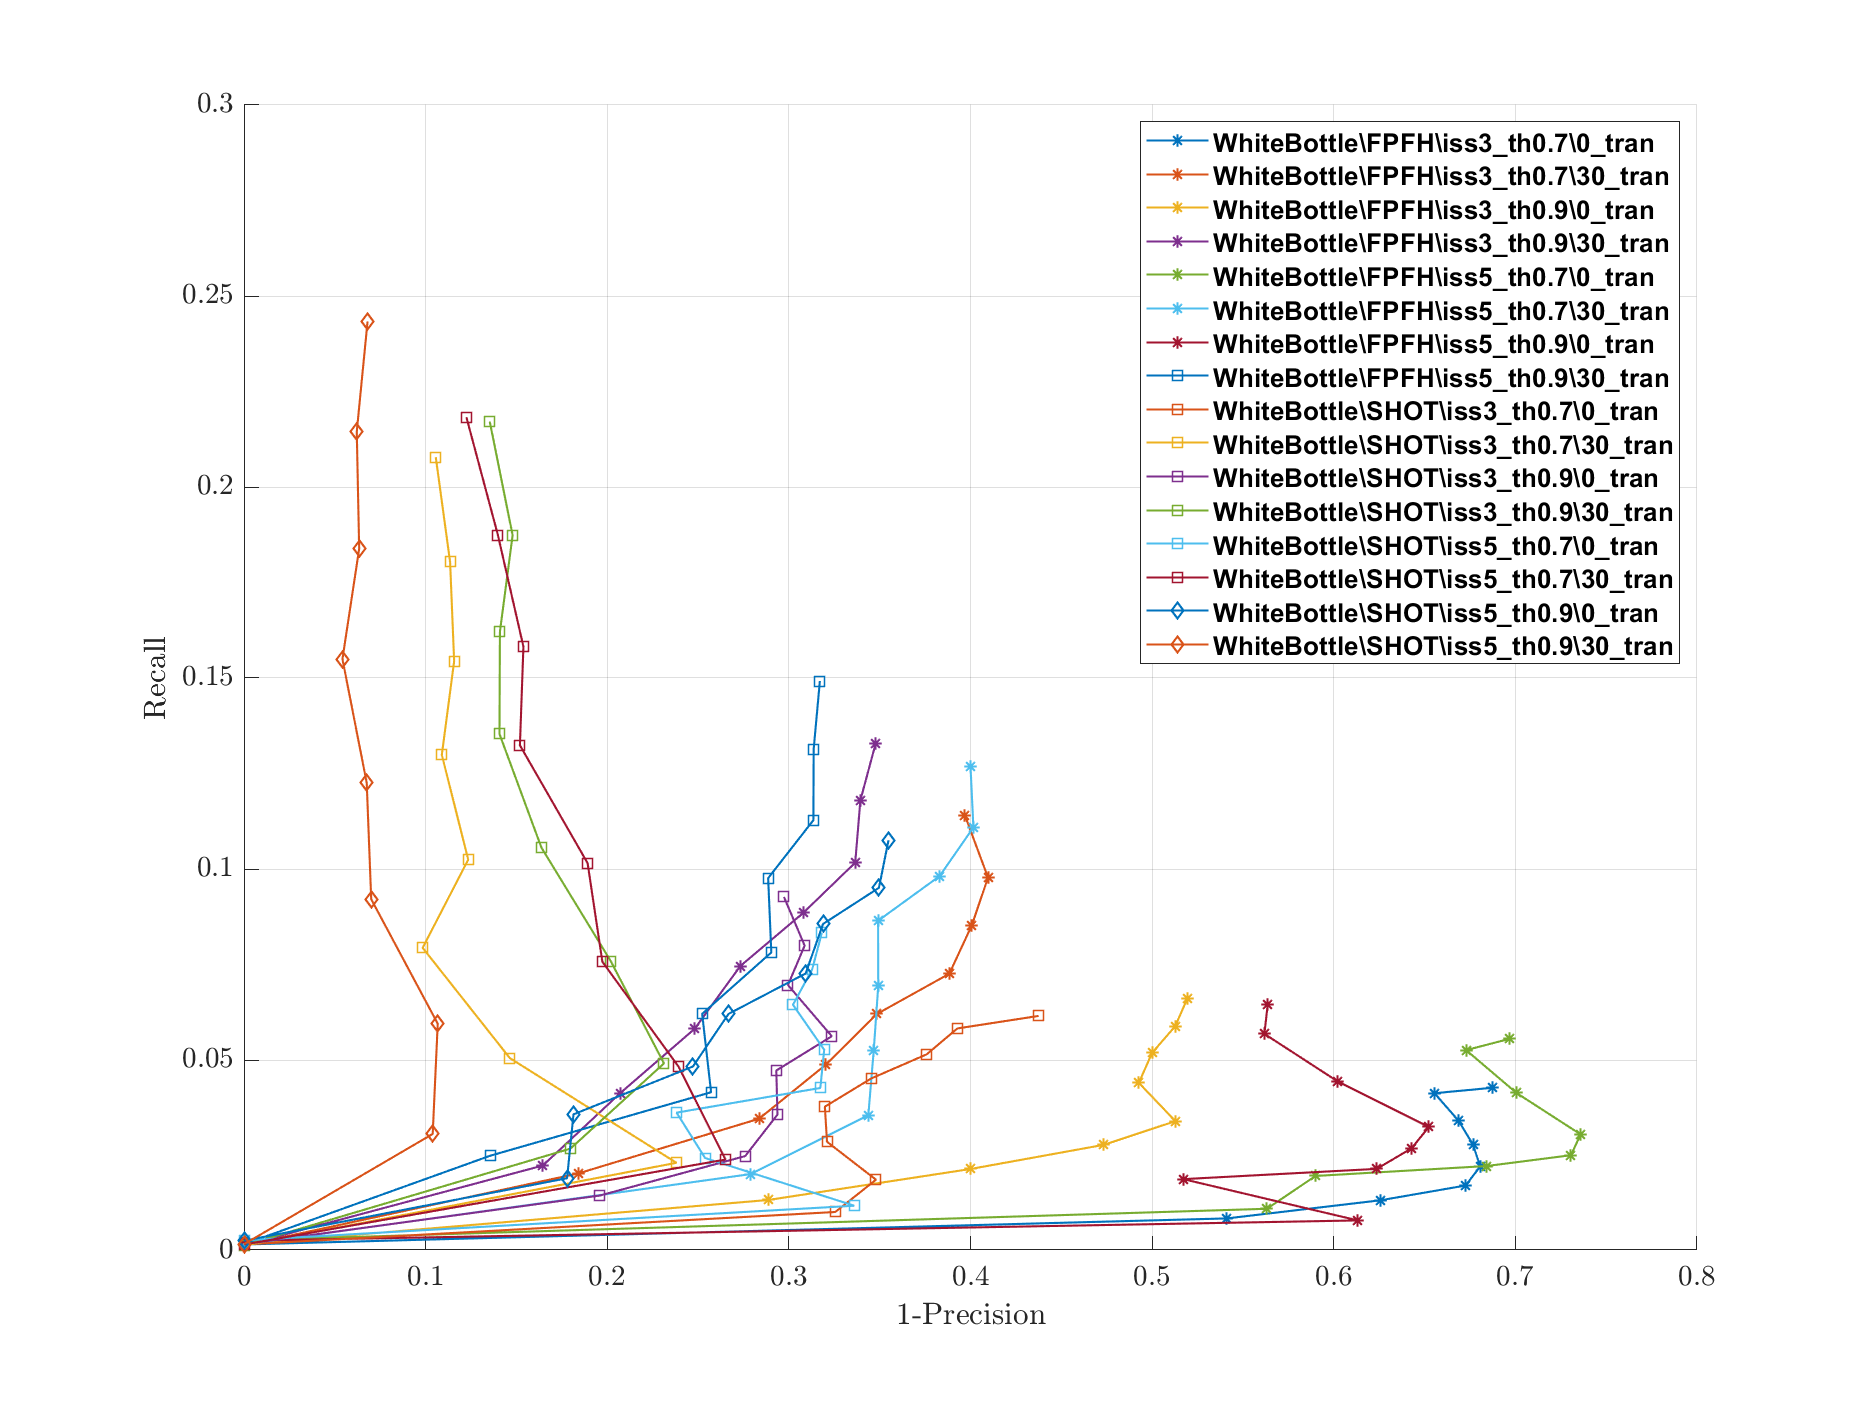 0.3
0.25
0.2
0.15
0.1
0.05
0
Recall
0 0.1 0.2 0.3 0.4 0.5 0.6 0.7 0.8
1-Precision
WhiteBottle\FPFH\iss3_th0.7\0_tran
WhiteBottle\FPFH\iss3_th0.7\30_tran
WhiteBottle\FPFH\iss3_th0.9\0_tran
WhiteBottle\FPFH\iss3_th0.9\30_tran
WhiteBottle\FPFH\iss5_th0.7\0_tran
WhiteBottle\FPFH\iss5_th0.7\30_tran
WhiteBottle\FPFH\iss5_th0.9\0_tran
WhiteBottle\FPFH\iss5_th0.9\30_tran
WhiteBottle\SHOT\iss3_th0.7\0_tran
WhiteBottle\SHOT\iss3_th0.7\30_tran
WhiteBottle\SHOT\iss3_th0.9\0_tran
WhiteBottle\SHOT\iss3_th0.9\30_tran
WhiteBottle\SHOT\iss5_th0.7\0_tran
WhiteBottle\SHOT\iss5_th0.7\30_tran
WhiteBottle\SHOT\iss5_th0.9\0_tran
WhiteBottle\SHOT\iss5_th0.9\30_tran